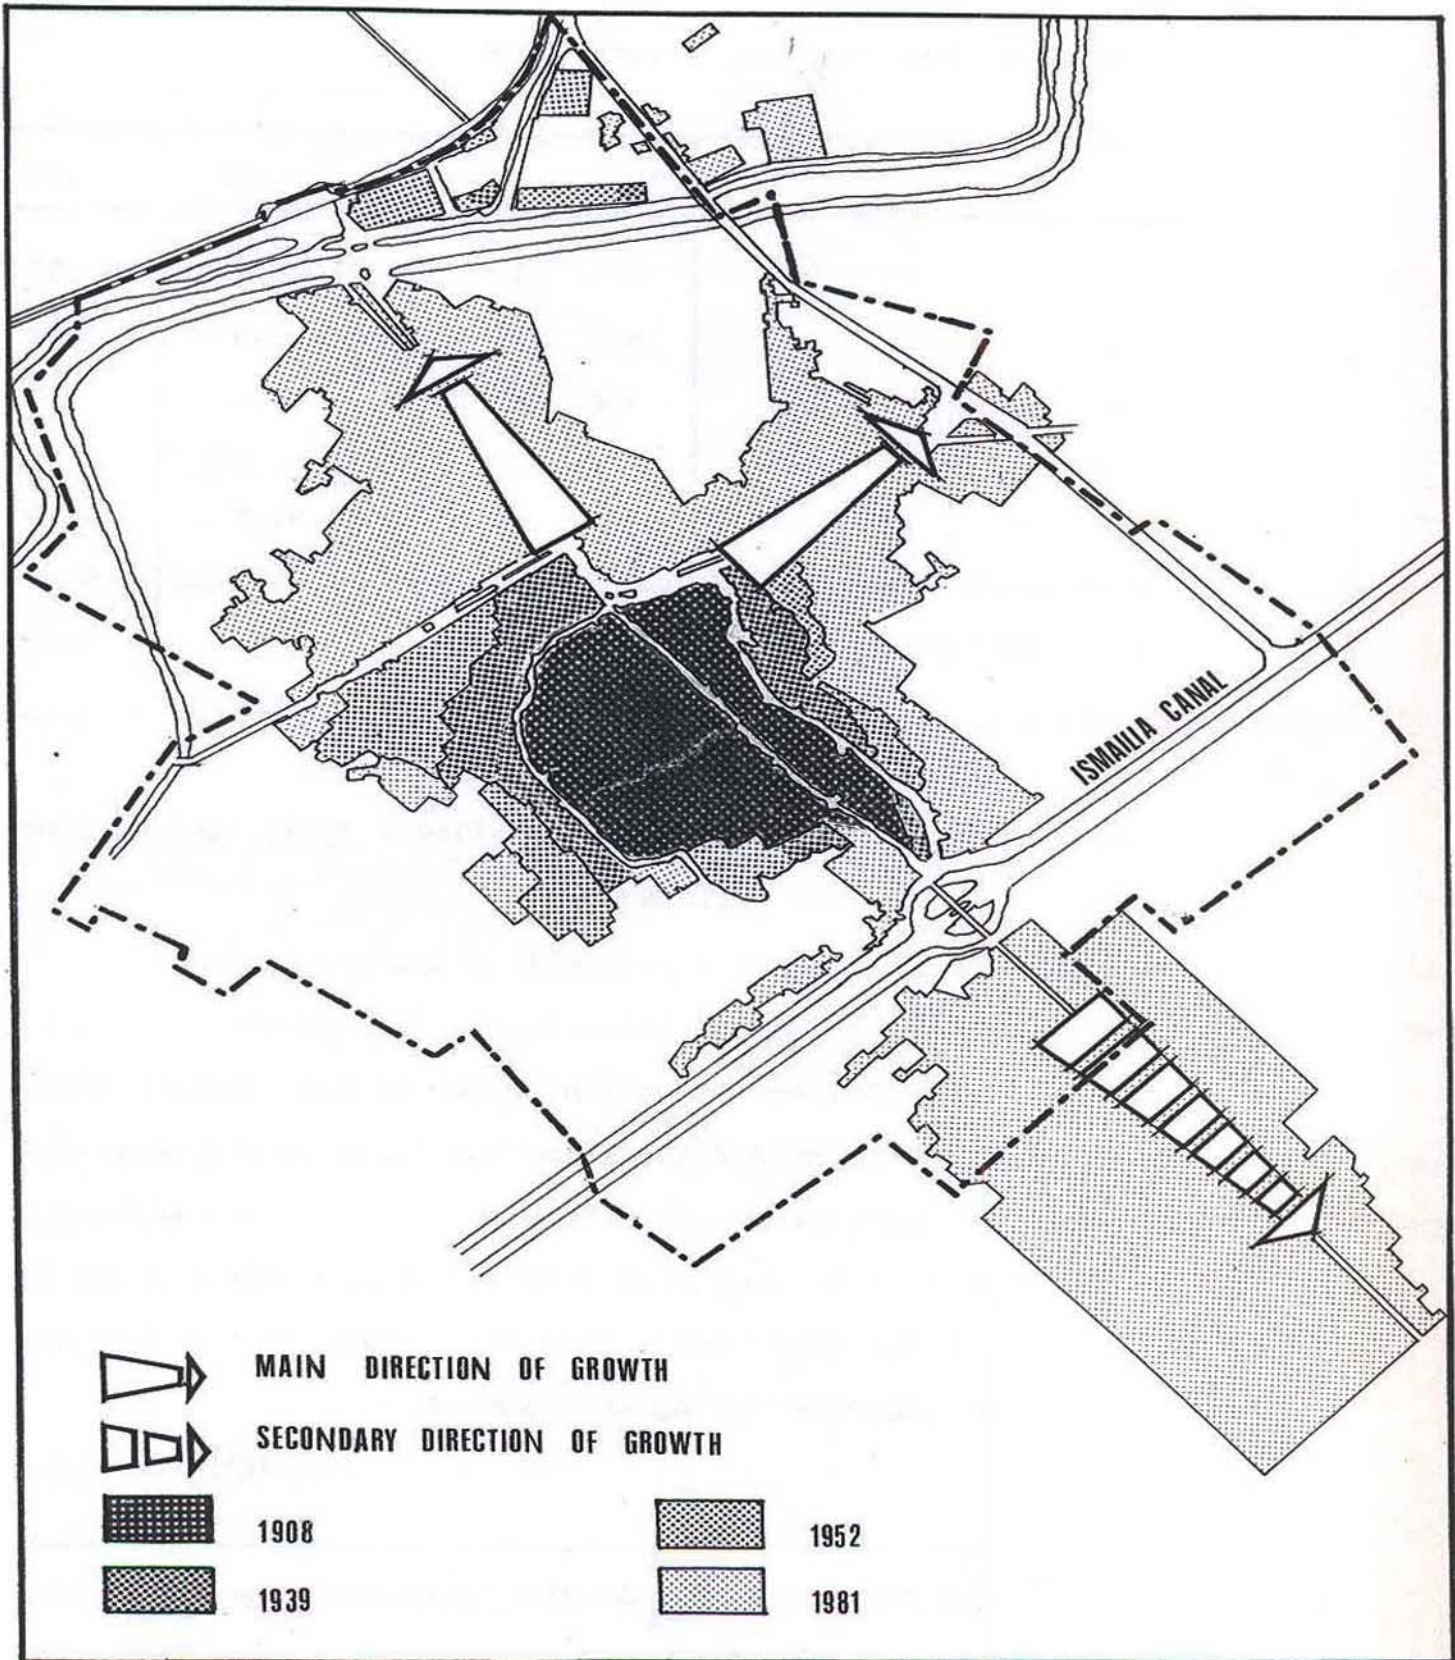 ISMAILIA CANAL
MAIN DIRECTION OF GROWTH
SECONDARY DIRECTION OF GROWTH
1908
1952
1939
1981